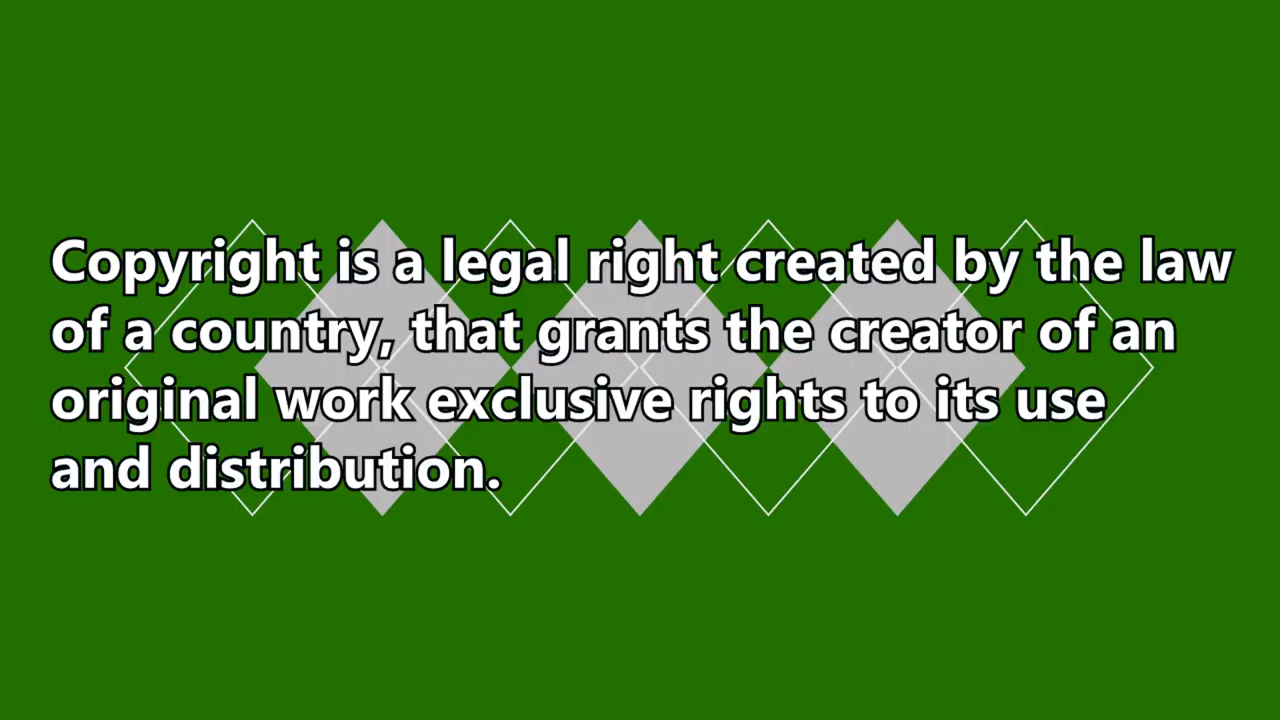 Copyright is a legal right created by the law
of a country, that grants the creator of an
original work exclusive rights to its use
and distribution.